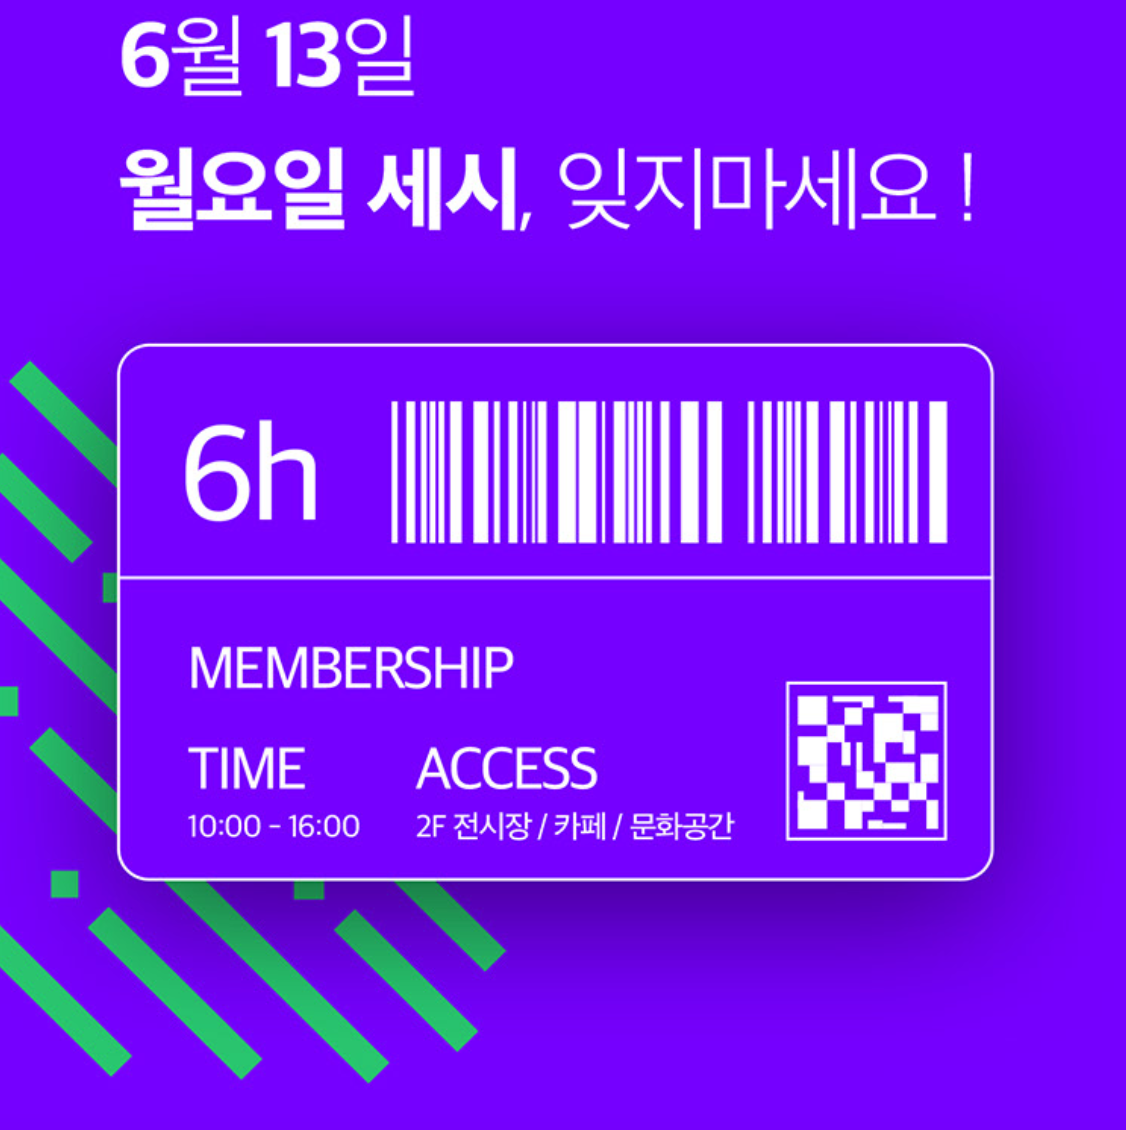 6월 13일
월요일 세시, 잊지마세요 !
6h
MEMBERSHIP
TIME
10:00 - 16:00
ACCESS
2F 전시장 / 카페 / 문화공간